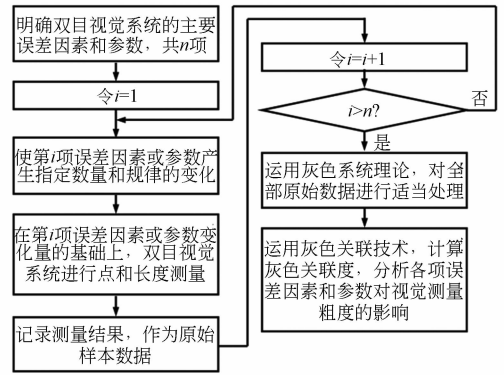 明确双目视觉系统的主要
误差因素和参数，共n项
令i=1
使第i项误差因素或参数产
生指定数量和规律的变化
在第i项误差因素或参数变
化量的基础上，双目视觉
系统进行点和长度测量
记录测量结果，作为原始
样本数据
令i=i+1
i>n?
否
是
运用灰色系统理论，对全
部原始数据进行适当处理
运用灰色关联技术，计算
灰色关联度，分析各项误
差因素和参数对视觉测量
粗度的影响